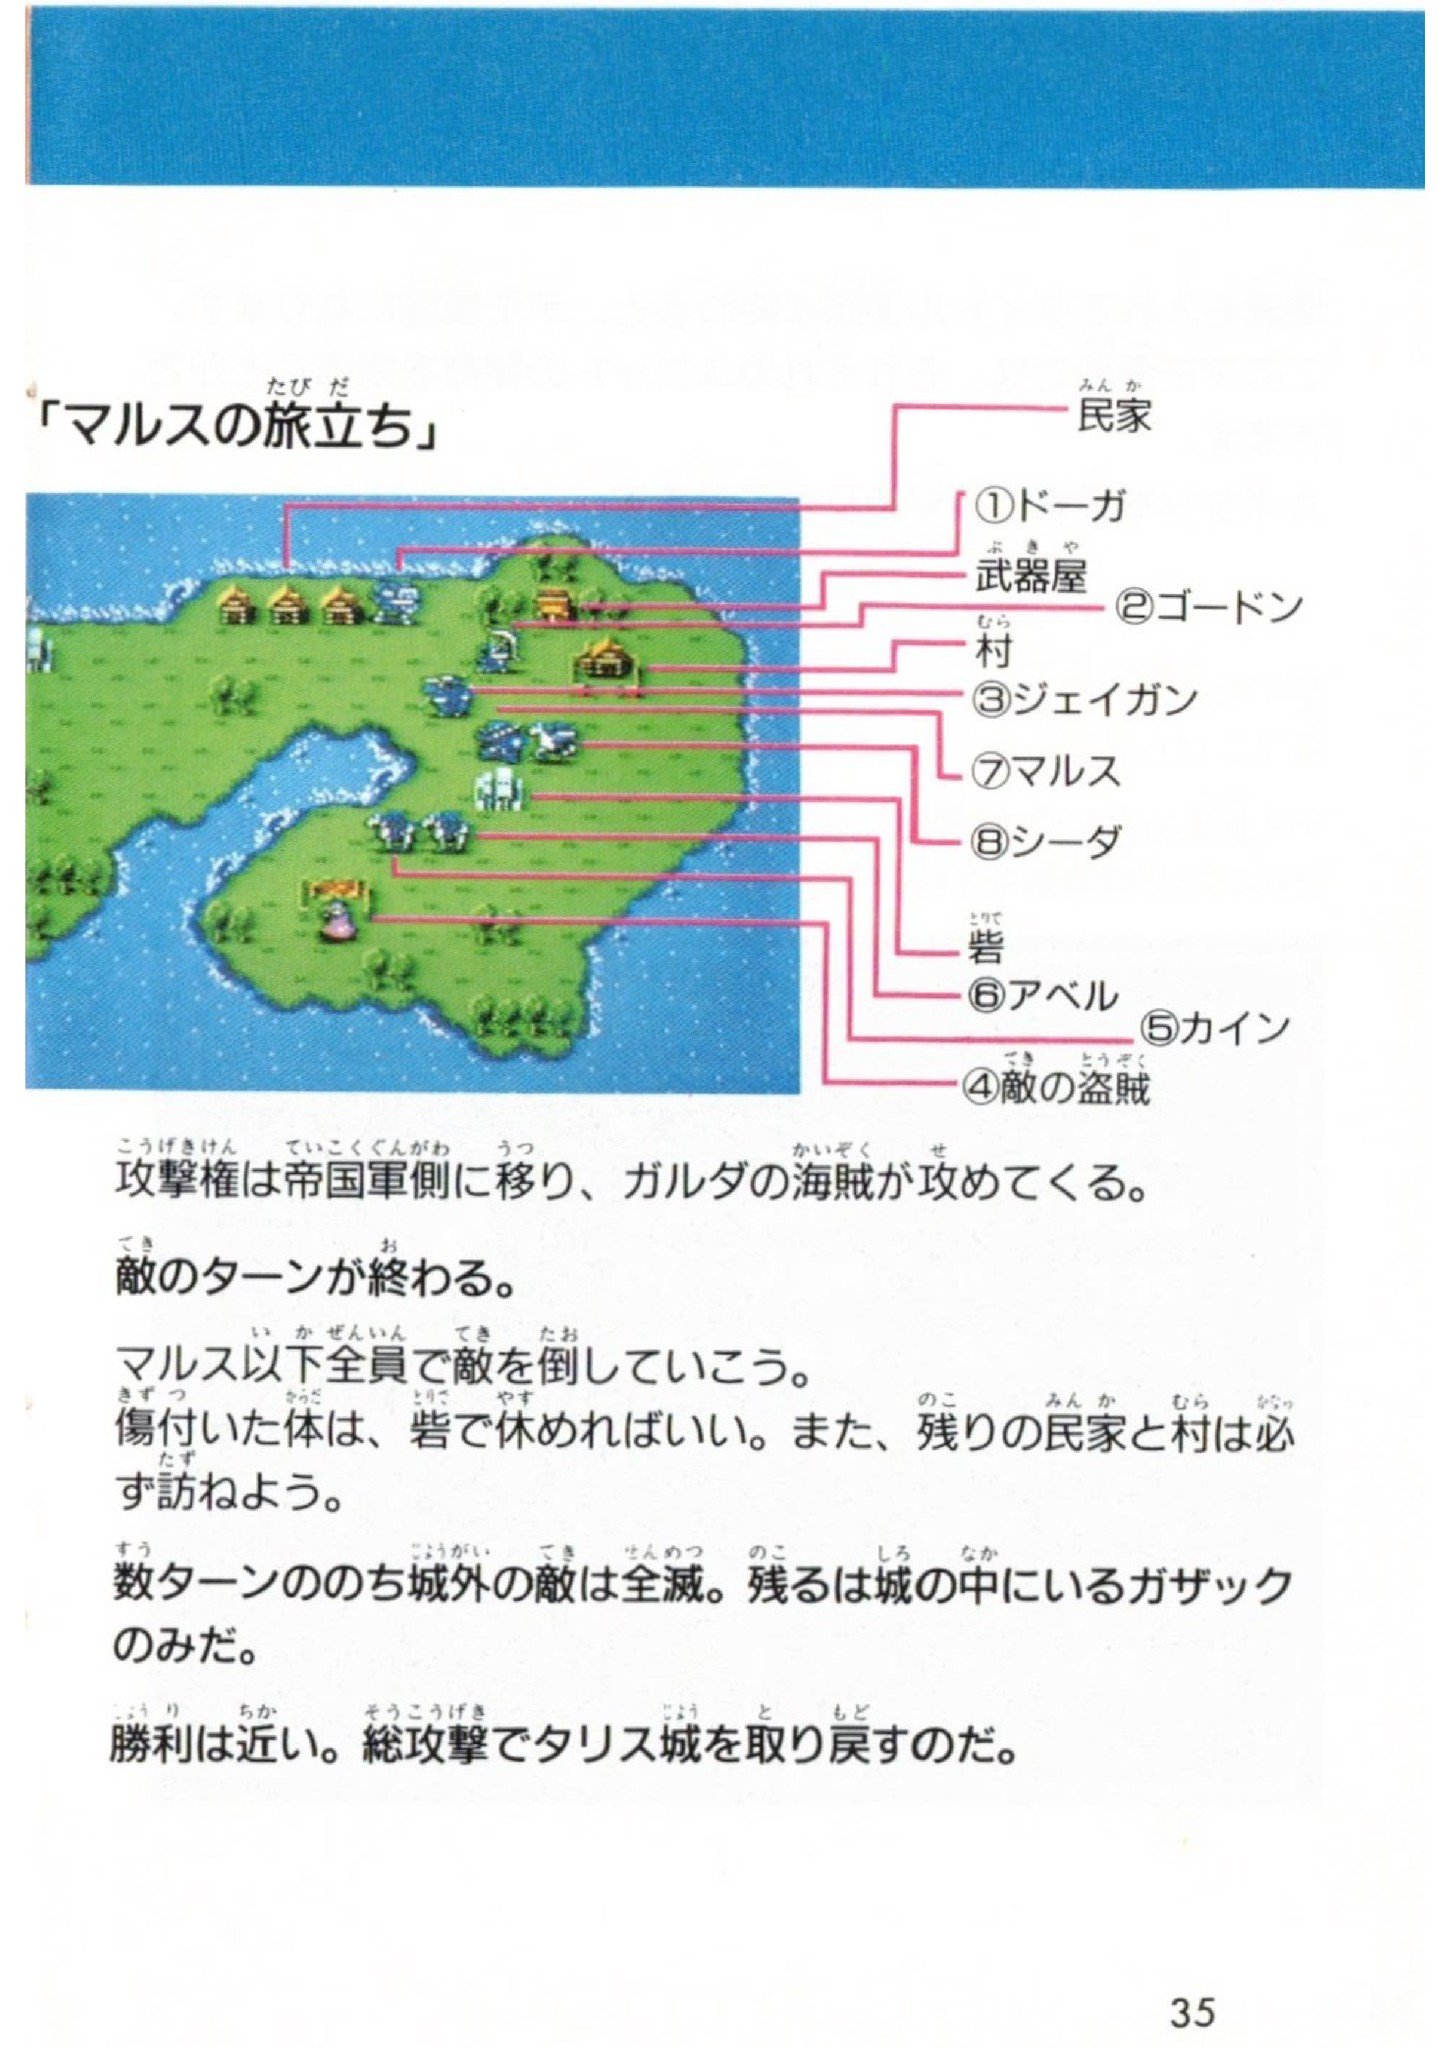 「マルスの旅立ち」
民家
①ドーガ
武器屋
②ゴードン
村
③ジェイガン
⑦マルス
⑧シーダ
砦
⑥アベル
⑤カイン
④敵の盗賊
攻撃権は帝国軍側に移り、ガルダの海賊が攻めてくる。
敵のターンが終わる。
マルス以下全員で敵を倒していこう。
傷付いた体は、砦で休めればいい。また、残りの民家と村は必
ず訪ねよう。
数ターンののち城外の敵は全滅。残るは城の中にいるガザック
のみだ。
勝利は近い。総攻撃でタリス城を取り戻すのだ。
35